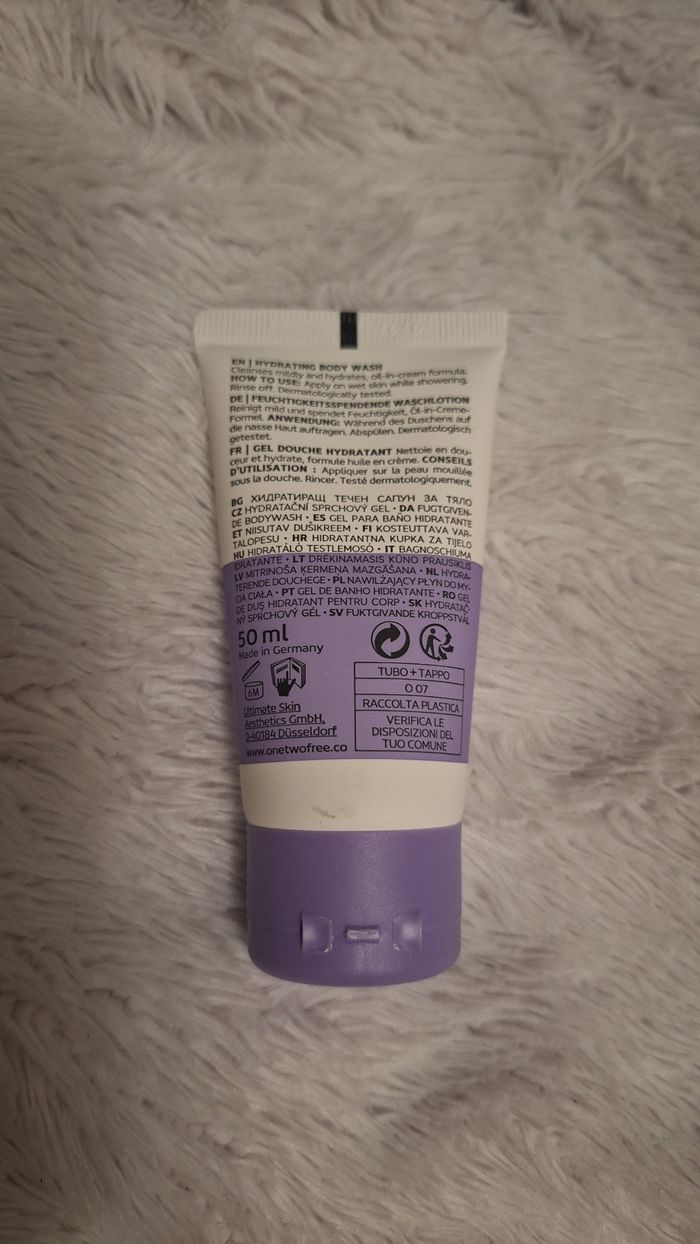 EN | HYDRATING BODY WASH
Cleanses mildly and hydrates, oil-in-cream formula.
HOW TO USE: Apply on wet skin while showering.
Rinse off. Dermatologically tested.
DE | FEUCHTIGKEITSSPENDENDE WASCHLOTION
Reinigt mild und spendet Feuchtigkeit, Öl-in-Creme-
Formel. ANWENDUNG: Während des Duschens auf
die nasse Haut auftragen. Abspülen. Dermatologisch
getestet.
FR | GEL DOUCHE HYDRATANT Nettoie en dou-
ceur et hydrate, formule huile en crème. CONSEILS
D'UTILISATION : Appliquer sur la peau mouillée
sous la douche. Rincer. Testé dermatologiquement.
BG ХИДРАТИРАЩ ТЕЧЕН САПУН ЗА ТЯЛО
CZ HYDRATAČNÍ SPRCHOVÝ GEL • DA FUGTGIVEN-
DE BODYWASH • ES GEL PARA BAÑO HIDRATANTE
ET NIISUTAV DUŠIKREEM • FI KOSTEUTTAVA VAR-
TALOPESU • HR HIDRATANTNA KUPKA ZA TIJELO
HU HIDRATÁLÓ TESTLEMOSÓ • IT BAGNOSCHIUMA
IDRATANTE • LT DRĖKINAMASIS KŪNO PRAUSIKLIS
LV MITRINOŠA ĶERMEŅA MAZGĀŠANA • NL HYDRA-
TERENDE DOUCHEGE • PL NAWILŻAJĄCY PŁYN DO MY-
CIA CIAŁA • PT GEL DE BANHO HIDRATANTE • RO GEL
DE DUȘ HIDRATANT PENTRU CORP • SK HYDRATAČ-
NÝ SPRCHOVÝ GÉL • SV FUKTGIVANDE KROPPSTVÅL
50 ml
Made in Germany
6M
Ultimate Skin
Aesthetics GmbH,
D-40184 Düsseldorf
www.onetwofree.co
TUBO + TAPPO
O 07
RACCOLTA PLASTICA
VERIFICA LE
DISPOSIZIONI DEL
TUO COMUNE